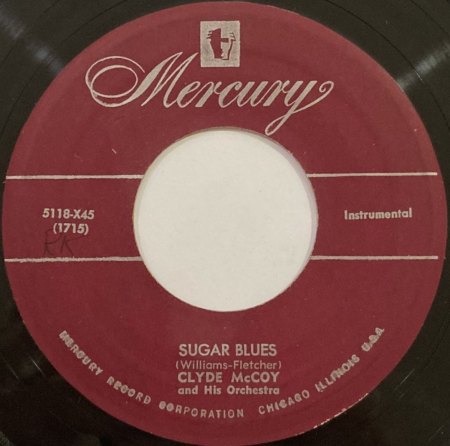 Mercury
5118-X45
(1715)
RR
Instrumental
SUGAR BLUES
(Williams-Fletcher)
CLYDE McCOY
and His Orchestra
MERCURY RECORD CORPORATION CHICAGO ILLINOIS U.S.A